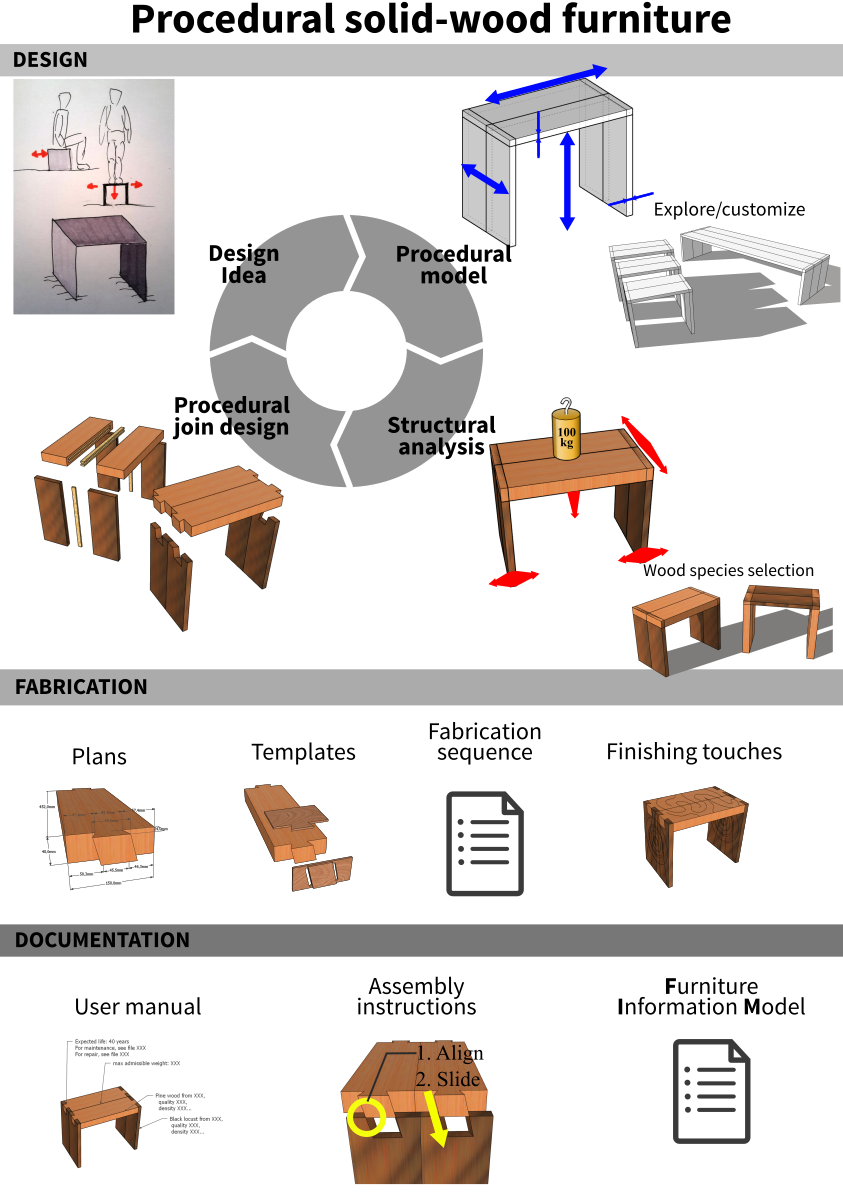 Procedural solid-wood furniture
DESIGN
Explore/customize
Design
Idea
Procedural
model
Procedural
join design
Structural
analysis
100
kg
Wood species selection
FABRICATION
Plans
Templates
Fabrication
sequence
Finishing touches
DOCUMENTATION
User manual
Assembly
instructions
Furniture
Information Model
Expected life: 40 years
For maintenance, see file XXX
For repair, see file XXX
max admissible weight: XXX
Pine wood from XXX,
quality XXX,
density XXX...
Black locust from XXX,
quality XXX,
density XXX...
1. Align
2. Slide